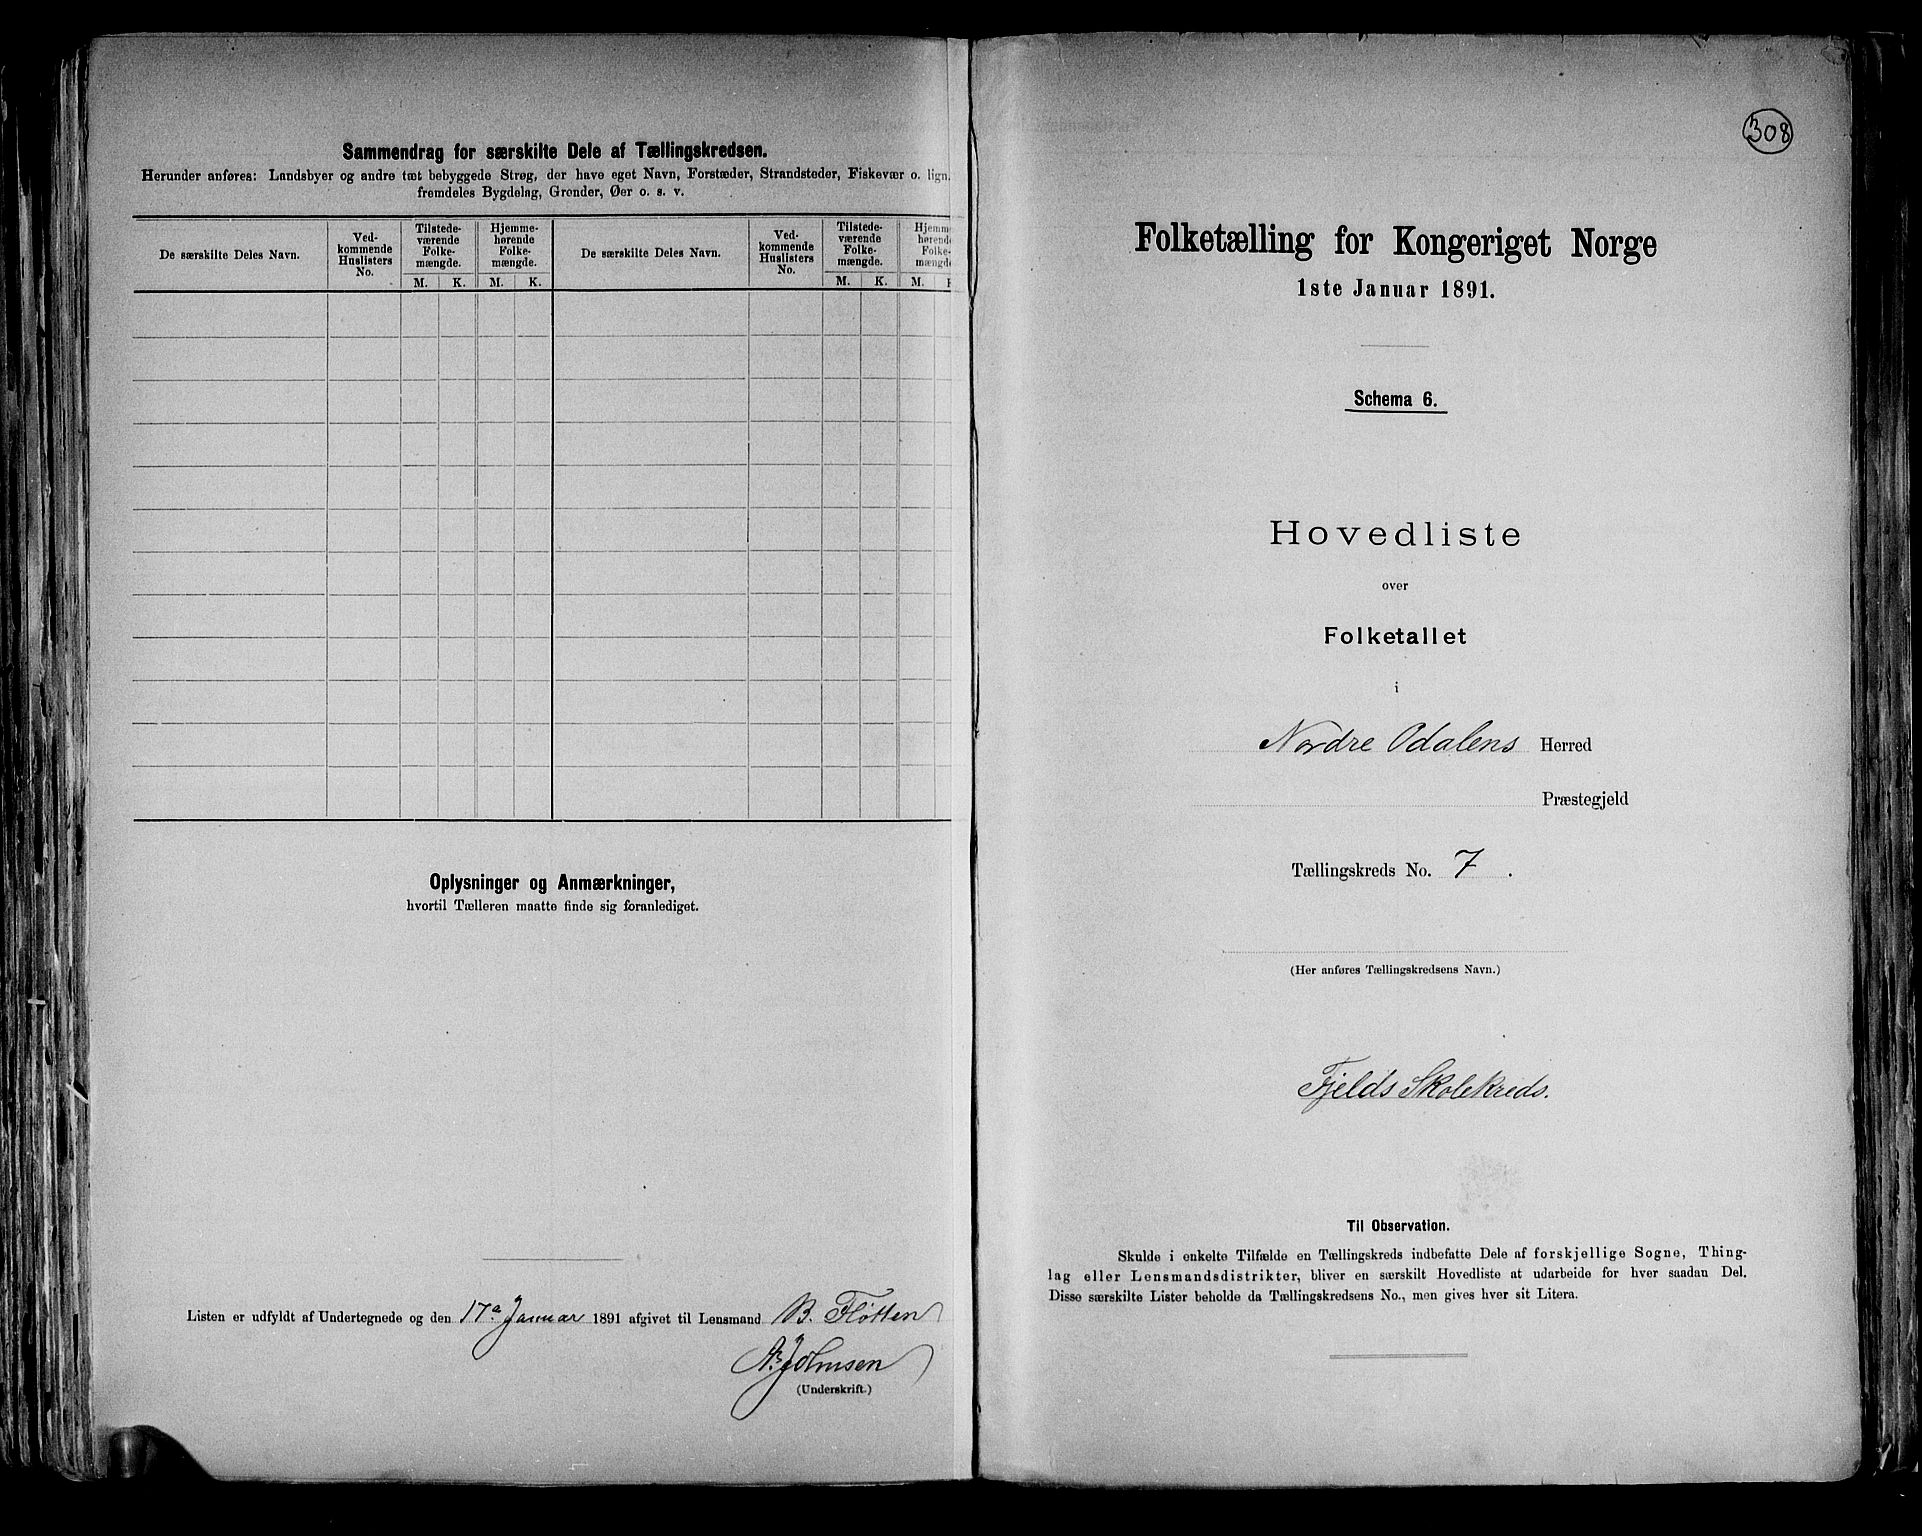 Sammendrag for særskilte Dele af Tællingskredsen.
Herunder anføres: Landsbyer og andre tæt bebyggede Strøg, der have eget Navn, Forstæder, Strandsteder, Fiskevær o. lign.
fremdeles Bygdelag, Grender, Øer o. s. v.
De særskilte Deles Navn.
Ved-
kommende
Huslisters
No.
Tilstede-
værende
Folke-
mængde.
M. K.
Hjemme-
hørende
Folke-
mængde.
M. K.
De særskilte Deles Navn.
Ved-
kommende
Huslisters
No.
Tilstede-
værende
Folke-
mængde.
M. K.
Hjemme
hørende
Folke-
mængde
M.
Oplysninger og Anmærkninger,
hvortil Tælleren maatte finde sig foranlediget.
Listen er udfyldt af Undertegnede og den 17a Januar 1891 afgivet til Lensmand B. Fløtten
(Underskrift.)
308
Folketælling for Kongeriget Norge
1ste Januar 1891.
Schema 6.
Hovedliste
over
Folketallet
i
Nordre Odalens Herred
Præstegjeld
Tællingskreds No. 7.
(Her anføres Tællingskredsens Navn.)
Fjelds Skolekreds.
Til Observation.
Skulde i enkelte Tilfælde en Tællingskreds indbefatte Dele af forskjellige Sogne, Thing-
lag eller Lensmandsdistrikter, bliver en særskilt Hovedliste at udarbeide for hver saadan Del.
Disse særskilte Lister beholde da Tællingskredsens No., men gives hver sit Litera.